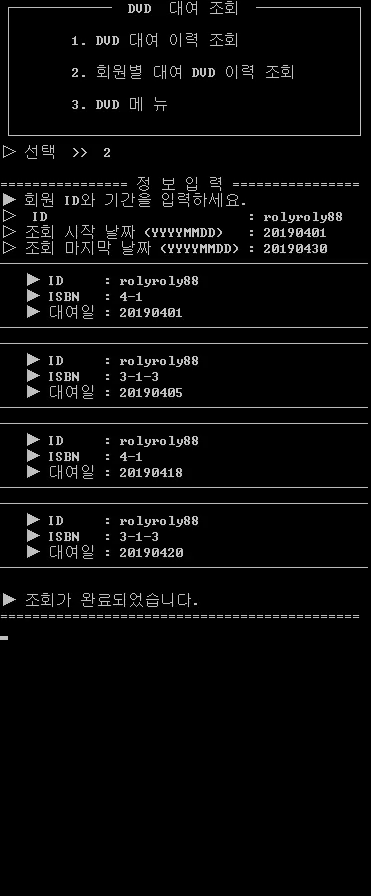 DVD 대여 조회
1. DVD 대여 이력 조회
2. 회원별 대여 DVD 이력 조회
3. DVD 메 뉴
▷ 선택 >> 2
================ 정 보 입 력 ================
▶ 회원 ID와 기간을 입력하세요.
▷ ID : rolyroly88
▷ 조회 시작 날짜 (YYYYMMDD) : 20190401
▷ 조회 마지막 날짜 (YYYYMMDD) : 20190430
▶ ID : rolyroly88
▶ ISBN : 4-1
▶ 대여일 : 20190401
▶ ID : rolyroly88
▶ ISBN : 3-1-3
▶ 대여일 : 20190405
▶ ID : rolyroly88
▶ ISBN : 4-1
▶ 대여일 : 20190418
▶ ID : rolyroly88
▶ ISBN : 3-1-3
▶ 대여일 : 20190420
▶ 조회가 완료되었습니다.
=============================================